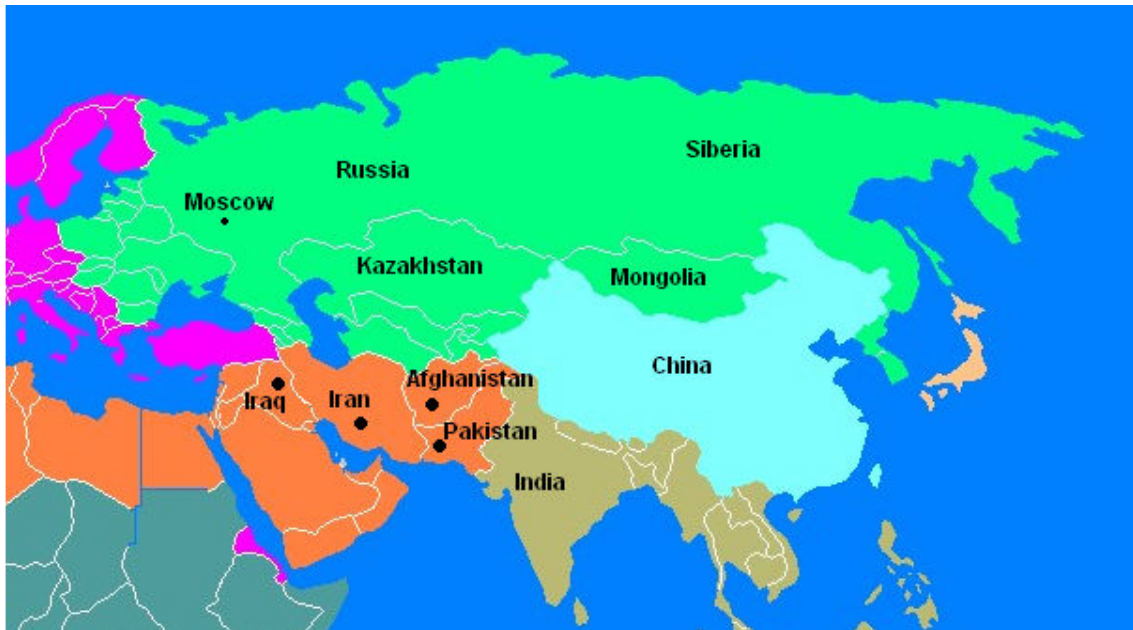 Siberia
Russia
Moscow
Kazakhstan
Mongolia
China
Afghanistan
Iraq
Iran
Pakistan
India